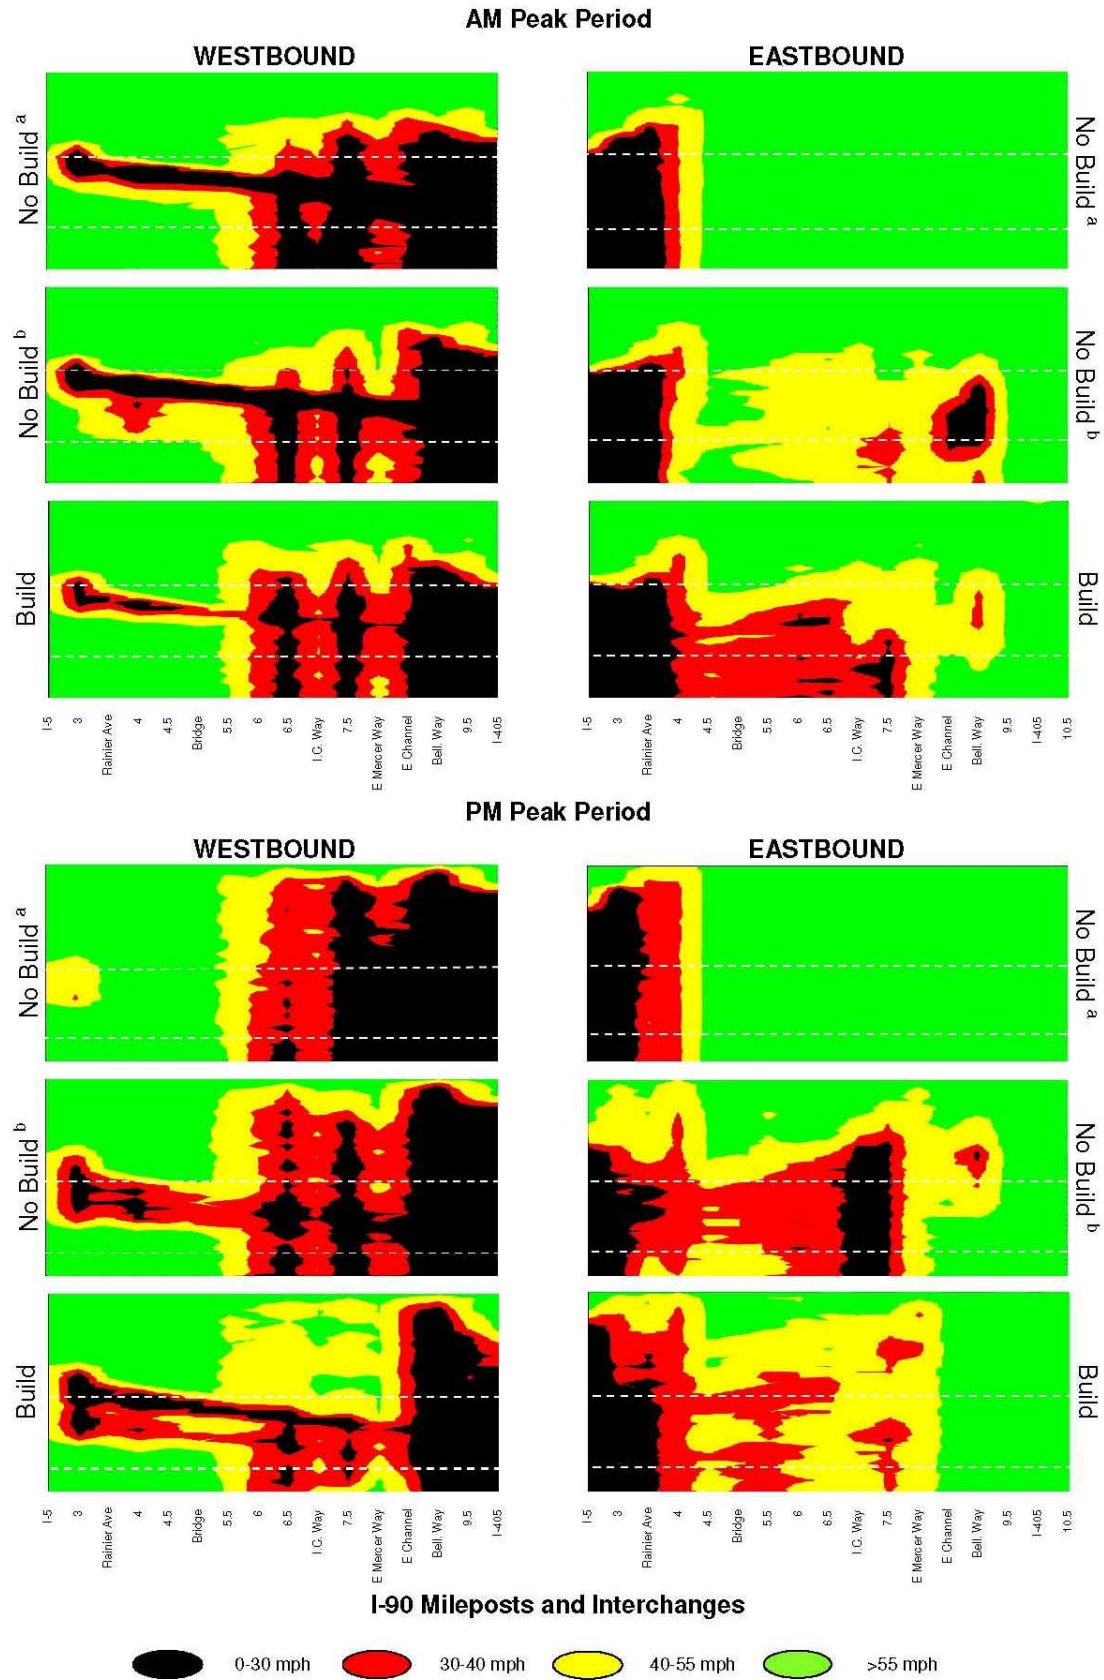 AM Peak Period
WESTBOUND
EASTBOUND
No Build a
No Build a
No Build b
No Build b
Build
Build
I-5 3 Rainier Ave 4 4.5 Bridge 5.5 6 6.5 I.C. Way 7.5 E Mercer Way E Channel Bell. Way 9.5 I-405
I-5 3 Rainier Ave 4 4.5 Bridge 5.5 6 6.5 I.C. Way 7.5 E Mercer Way E Channel Bell. Way 9.5 I-405 10.5
PM Peak Period
WESTBOUND
EASTBOUND
No Build a
No Build a
No Build b
No Build b
Build
Build
I-5 3 Rainier Ave 4 4.5 Bridge 5.5 6 6.5 I.C. Way 7.5 E Mercer Way E Channel Bell. Way 9.5 I-405
I-5 3 Rainier Ave 4 4.5 Bridge 5.5 6 6.5 I.C. Way 7.5 E Mercer Way E Channel Bell. Way 9.5 I-405 10.5
I-90 Mileposts and Interchanges
0-30 mph 30-40 mph 40-55 mph >55 mph